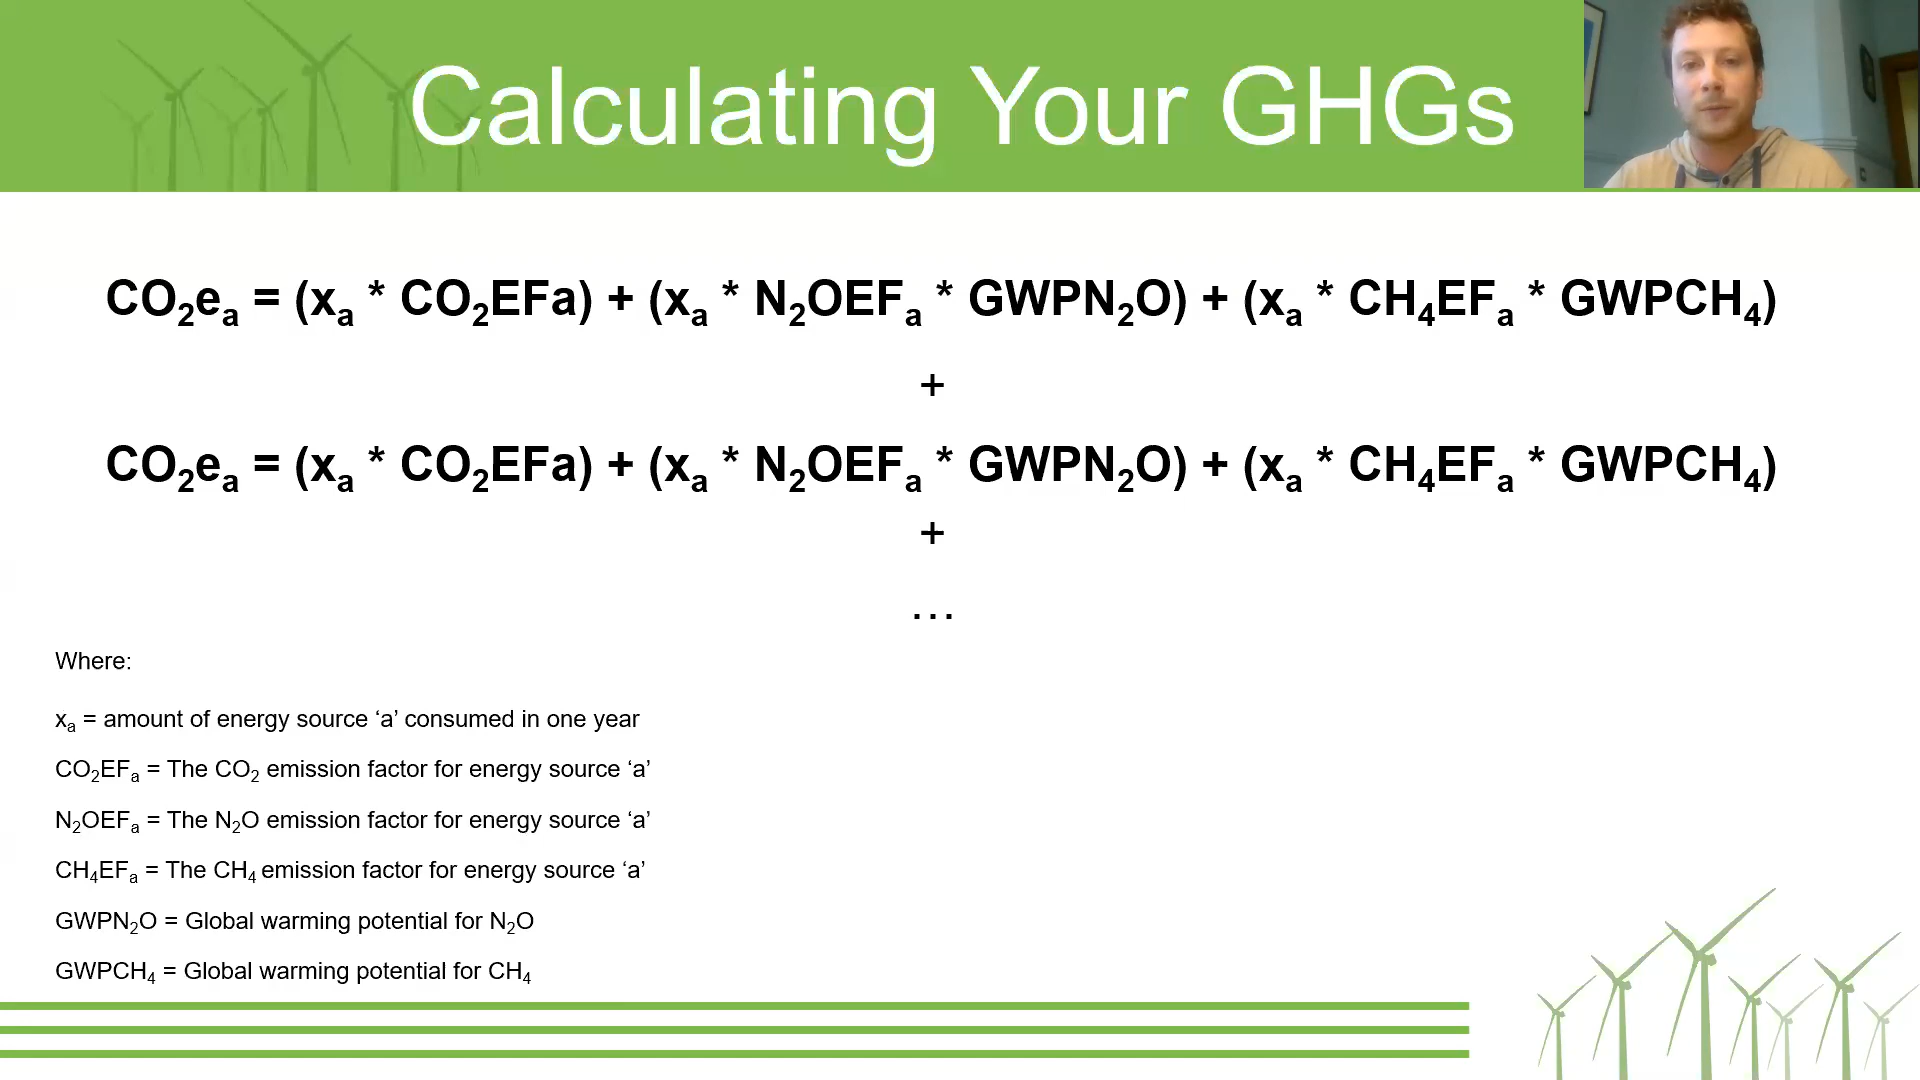 Calculating Your GHGs
CO₂eₐ = (xₐ * CO₂EFa) + (xₐ * N₂OEFₐ * GWPN₂O) + (xₐ * CH₄EFₐ * GWPCH₄)
+
CO₂eₐ = (xₐ * CO₂EFa) + (xₐ * N₂OEFₐ * GWPN₂O) + (xₐ * CH₄EFₐ * GWPCH₄)
+
...
Where:
xₐ = amount of energy source ‘a’ consumed in one year
CO₂EFₐ = The CO₂ emission factor for energy source ‘a’
N₂OEFₐ = The N₂O emission factor for energy source ‘a’
CH₄EFₐ = The CH₄ emission factor for energy source ‘a’
GWPN₂O = Global warming potential for N₂O
GWPCH₄ = Global warming potential for CH₄